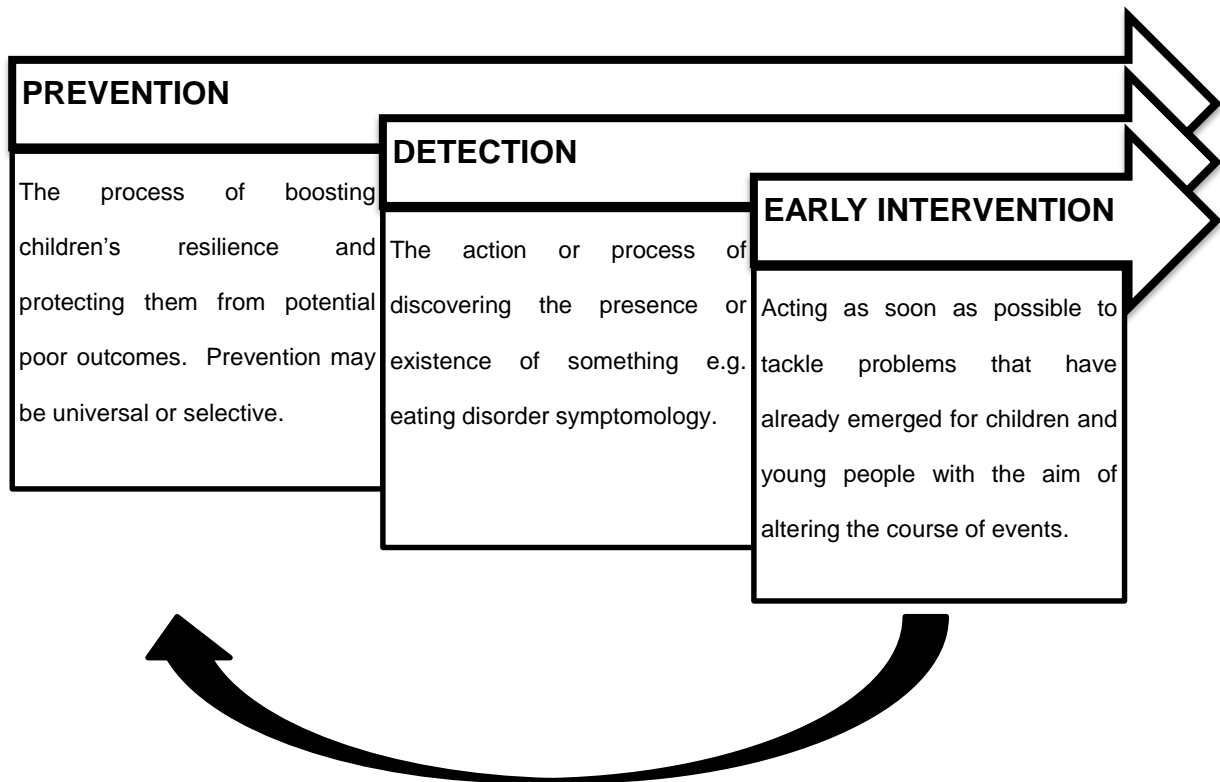 PREVENTION
The process of boosting
children’s resilience and
protecting them from potential
poor outcomes. Prevention may
be universal or selective.
DETECTION
The action or process of
discovering the presence or
existence of something e.g.
eating disorder symptomology.
EARLY INTERVENTION
Acting as soon as possible to
tackle problems that have
already emerged for children and
young people with the aim of
altering the course of events.